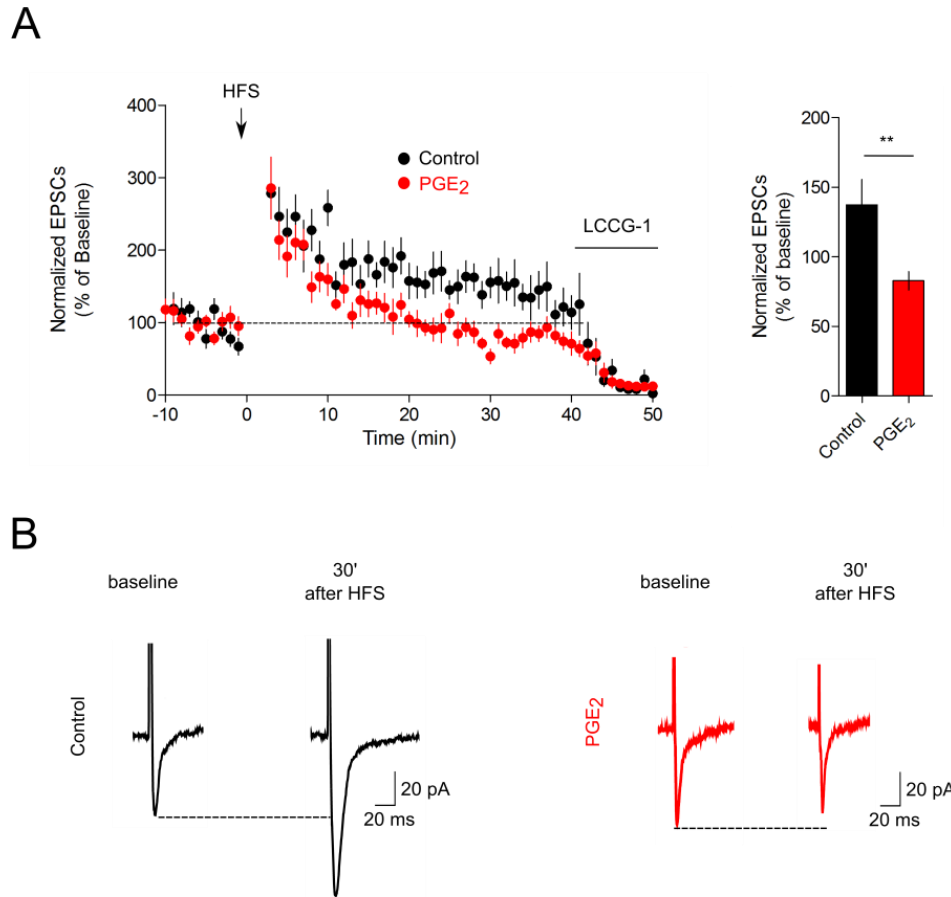 A
HFS
400
300
200
100
0
Normalized EPSCs
(% of Baseline)
Control
PGE2
LCCG-1
-10 0 10 20 30 40 50
Time (min)
200
150
100
50
0
Normalized EPSCs
(% of baseline)
**
Control
PGE2
B
baseline
30'
after HFS
Control
20 pA
20 ms
baseline
30'
after HFS
PGE2
20 pA
20 ms